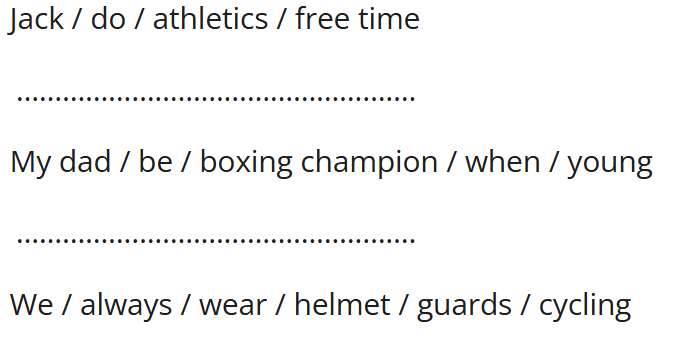 Jack / do / athletics / free time
....................................................
My dad / be / boxing champion / when / young
....................................................
We / always / wear / helmet / guards / cycling